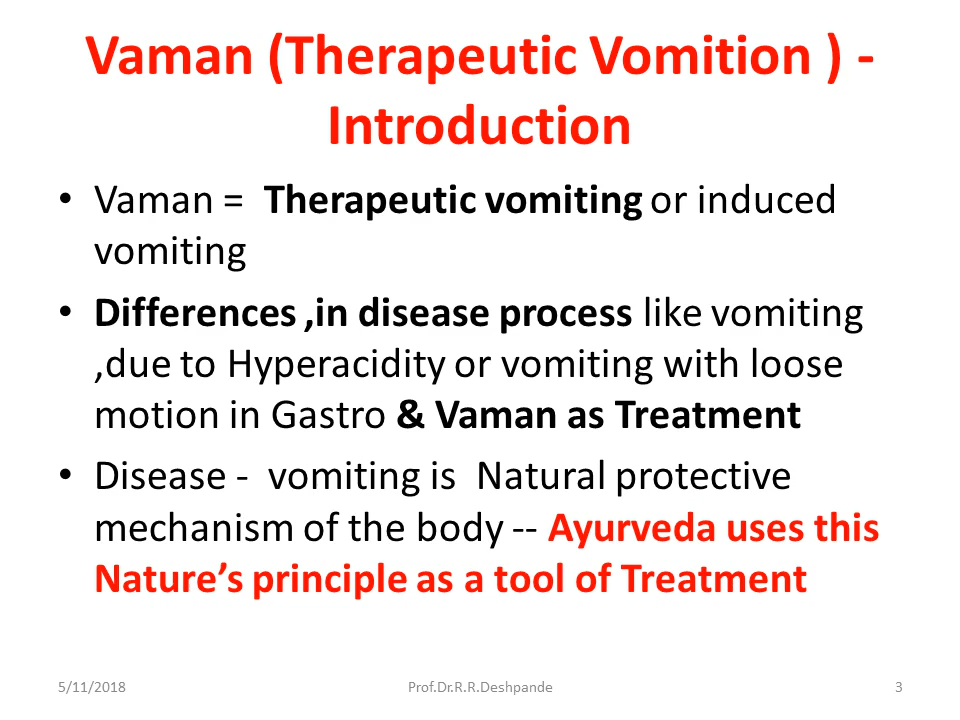 Vaman (Therapeutic Vomition ) -
Introduction
• Vaman = Therapeutic vomiting or induced
vomiting
• Differences ,in disease process like vomiting
,due to Hyperacidity or vomiting with loose
motion in Gastro & Vaman as Treatment
• Disease - vomiting is Natural protective
mechanism of the body -- Ayurveda uses this
Nature’s principle as a tool of Treatment
5/11/2018 Prof.Dr.R.R.Deshpande 3